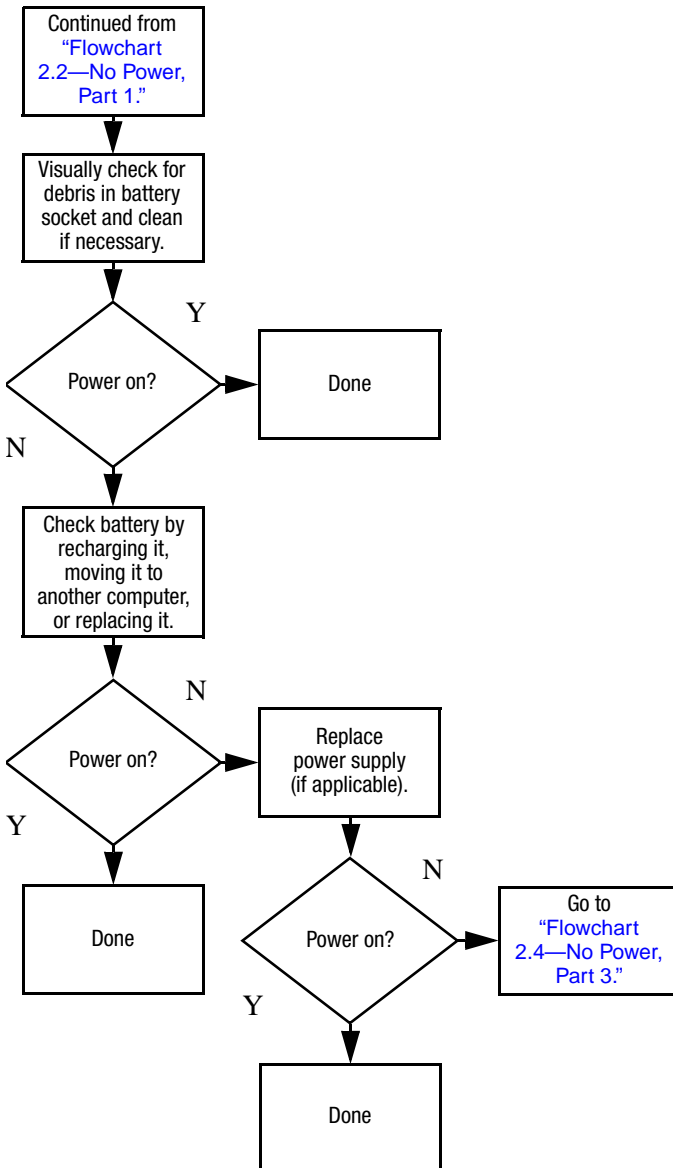 Continued from
“Flowchart
2.2—No Power,
Part 1.”
Visually check for
debris in battery
socket and clean
if necessary.
Y
Power on?
Done
N
Check battery by
recharging it,
moving it to
another computer,
or replacing it.
N
Power on?
Replace
power supply
(if applicable).
Y
Done
N
Power on?
Go to
“Flowchart
2.4—No Power,
Part 3.”
Y
Done